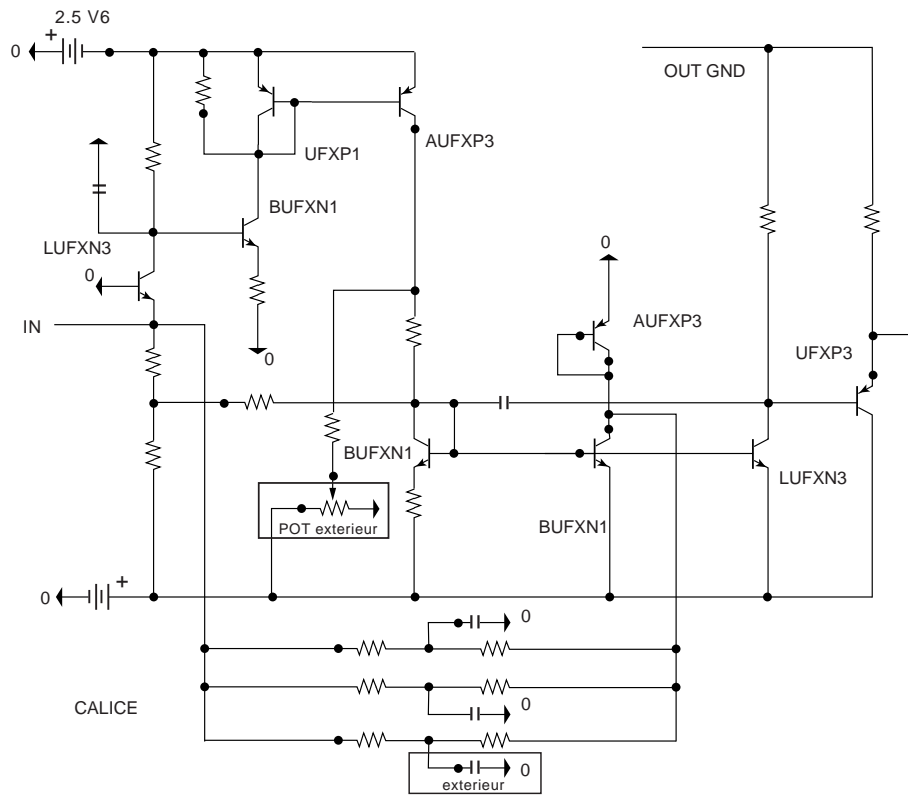 2.5 V6
+
0
OUT GND
UFXP1
AUFXP3
BUFXN1
LUFXN3
0
0
IN
AUFXP3
UFXP3
0
BUFXN1
LUFXN3
BUFXN1
POT exterieur
+
0
0
0
CALICE
0
exterieur